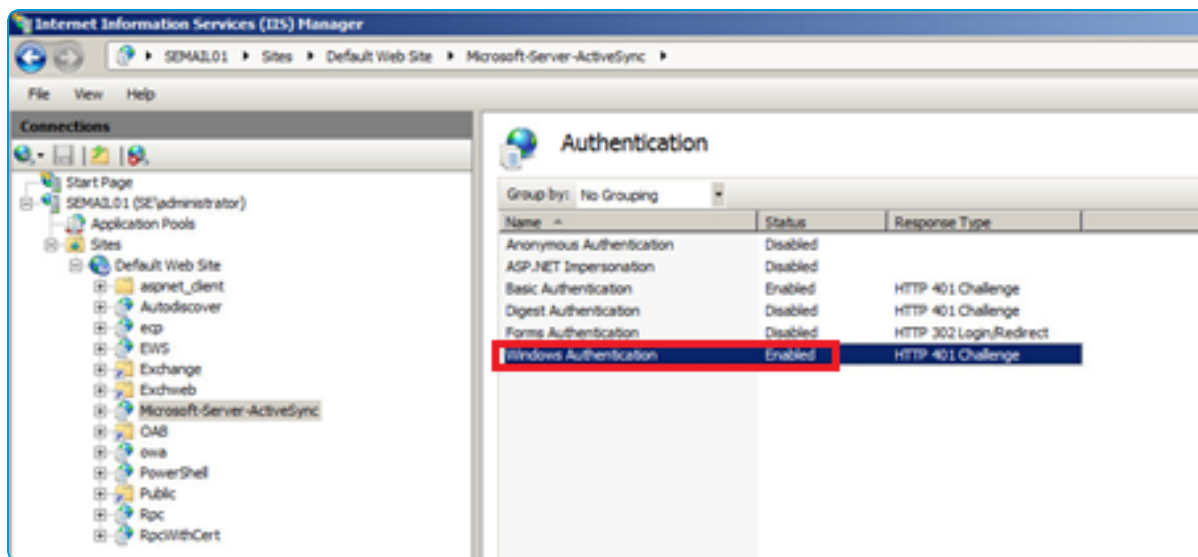 Internet Information Services (IIS) Manager
SEMAIL01 Sites Default Web Site Microsoft-Server-ActiveSync
File View Help
Connections
Start Page
SEMAIL01 (SE\administrator)
Application Pools
Sites
Default Web Site
aspnet_client
Autodiscover
ecp
EWS
Exchange
Exchweb
Microsoft-Server-ActiveSync
OAB
owa
PowerShell
Public
Rpc
RpcWithCert
Authentication
Group by: No Grouping
Name Status Response Type
Anonymous Authentication Disabled
ASP.NET Impersonation Disabled
Basic Authentication Enabled HTTP 401 Challenge
Digest Authentication Disabled HTTP 401 Challenge
Forms Authentication Disabled HTTP 302 Login/Redirect
Windows Authentication Enabled HTTP 401 Challenge